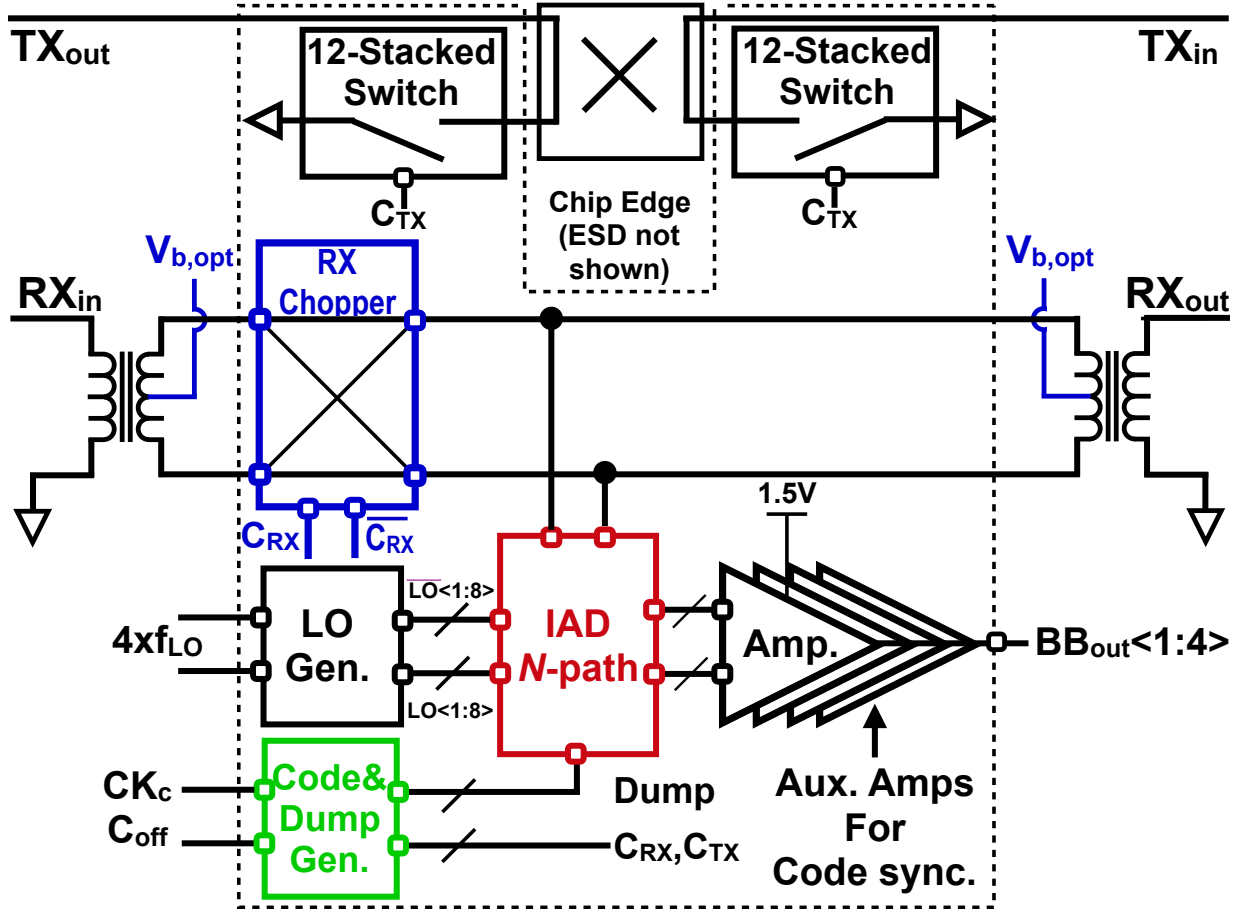 TXout
12-Stacked
Switch
12-Stacked
Switch
TXin
CTX
Chip Edge
(ESD not
shown)
CTX
Vb,opt
RX
Chopper
Vb,opt
RXin
RXout
CRX
C̅R̅X̅
1.5V
4xfLO
LO
Gen.
L̅O̅<1:8>
LO<1:8>
IAD
N-path
Amp.
BBout<1:4>
CKc
Coff
Code&
Dump
Gen.
Dump
CRX,CTX
Aux. Amps
For
Code sync.